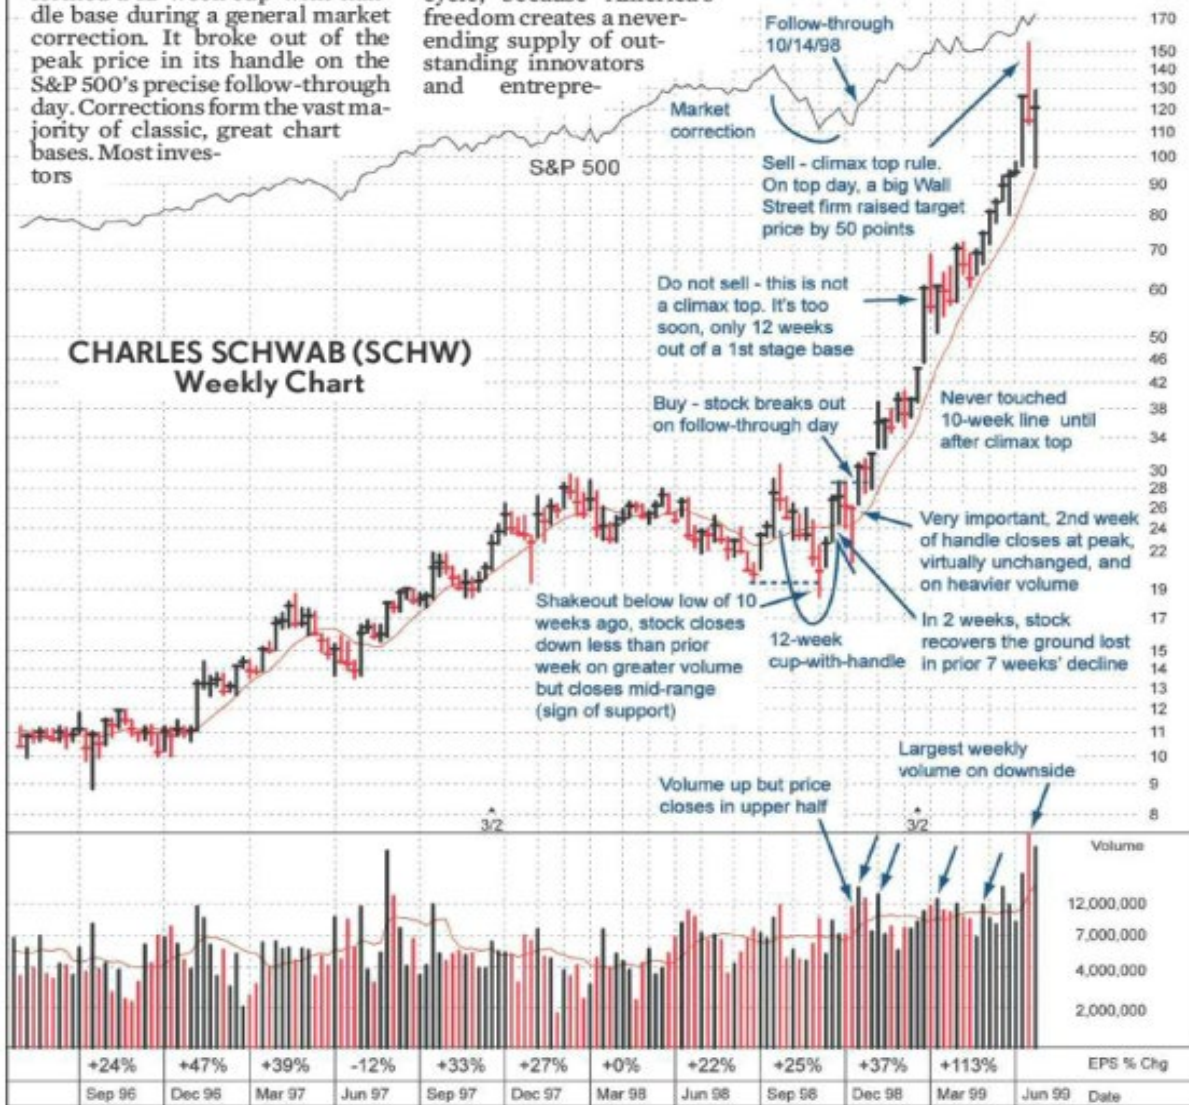 dle base during a general market
correction. It broke out of the
peak price in its handle on the
S&P 500's precise follow-through
day. Corrections form the vast ma-
jority of classic, great chart
bases. Most inves-
tors
freedom creates a never-
ending supply of out-
standing innovators
and entrepre-
Follow-through
10/14/98
Market
correction
S&P 500
Sell - climax top rule.
On top day, a big Wall
Street firm raised target
price by 50 points
Do not sell - this is not
a climax top. It's too
soon, only 12 weeks
out of a 1st stage base
CHARLES SCHWAB (SCHW)
Weekly Chart
Buy - stock breaks out
on follow-through day
Never touched
10-week line until
after climax top
Very important, 2nd week
of handle closes at peak,
virtually unchanged, and
on heavier volume
Shakeout below low of 10
weeks ago, stock closes
down less than prior
week on greater volume
but closes mid-range
(sign of support)
12-week
cup-with-handle
In 2 weeks, stock
recovers the ground lost
in prior 7 weeks' decline
Largest weekly
volume on downside
Volume up but price
closes in upper half
3/2
3/2
170
150
140
130
120
110
100
90
80
70
60
50
46
42
38
34
30
28
26
24
22
19
17
15
14
13
12
11
10
9
8
Volume
12,000,000
7,000,000
4,000,000
2,000,000
+24% +47% +39% -12% +33% +27% +0% +22% +25% +37% +113% EPS % Chg
Sep 96 Dec 96 Mar 97 Jun 97 Sep 97 Dec 97 Mar 98 Jun 98 Sep 98 Dec 98 Mar 99 Jun 99 Date